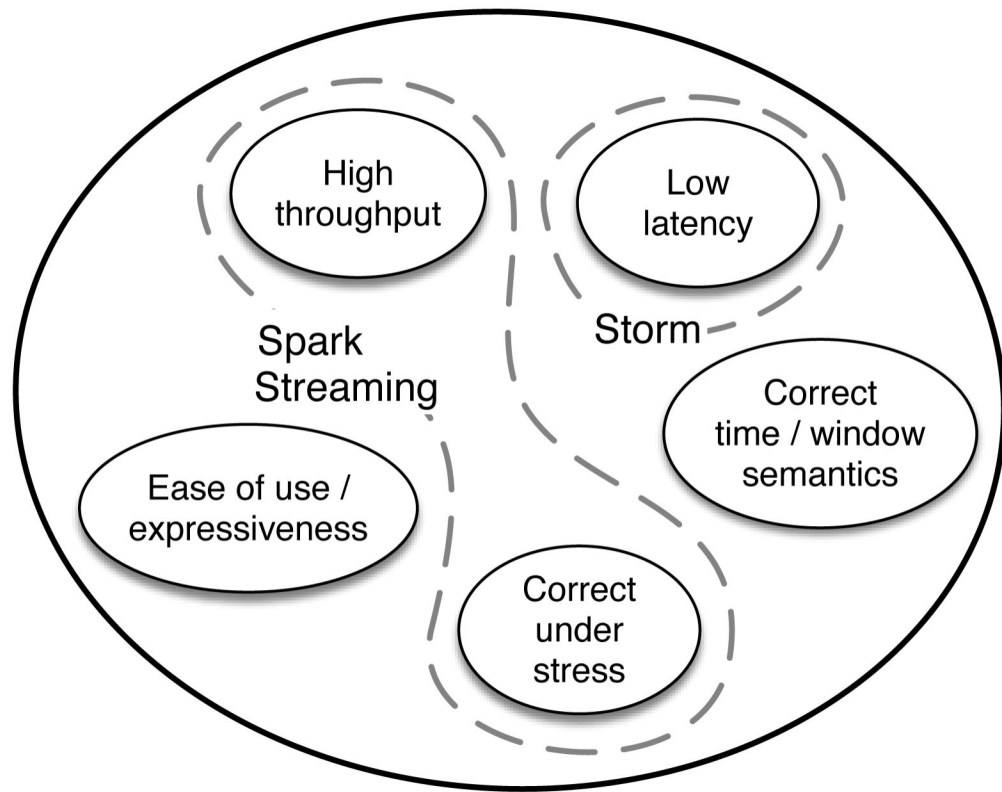 High
throughput
Low
latency
Storm
Spark
Streaming
Correct
time / window
semantics
Ease of use /
expressiveness
Correct
under
stress